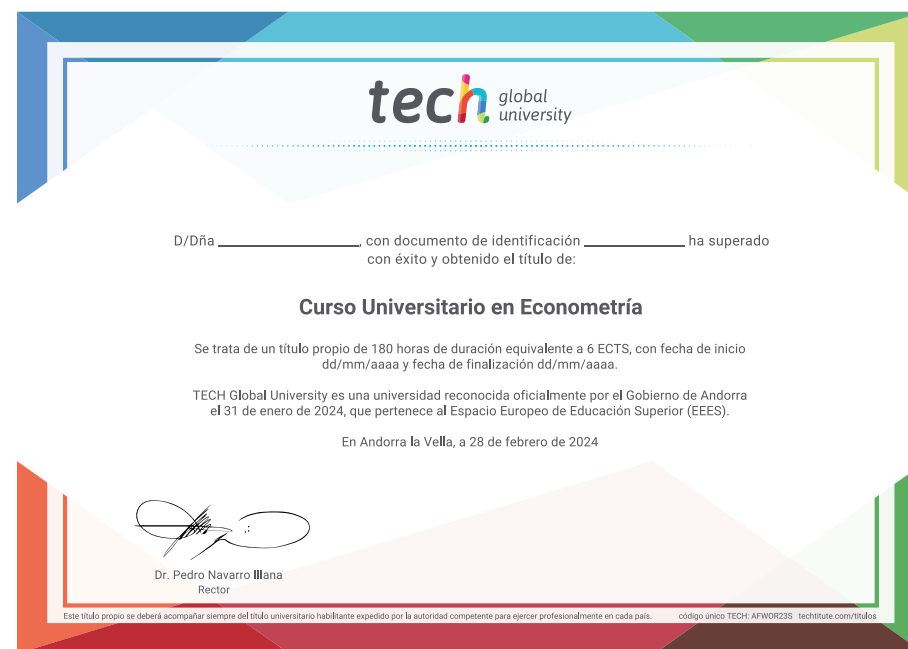 tech global university
D/Dña ____________________, con documento de identificación ______________ ha superado
con éxito y obtenido el título de:
Curso Universitario en Econometría
Se trata de un título propio de 180 horas de duración equivalente a 6 ECTS, con fecha de inicio
dd/mm/aaaa y fecha de finalización dd/mm/aaaa.
TECH Global University es una universidad reconocida oficialmente por el Gobierno de Andorra
el 31 de enero de 2024, que pertenece al Espacio Europeo de Educación Superior (EEES).
En Andorra la Vella, a 28 de febrero de 2024
Dr. Pedro Navarro Illana
Rector
Este título propio se deberá acompañar siempre del título universitario habilitante expedido por la autoridad competente para ejercer profesionalmente en cada país. código único TECH: AFWOR23S techtitute.com/titulos